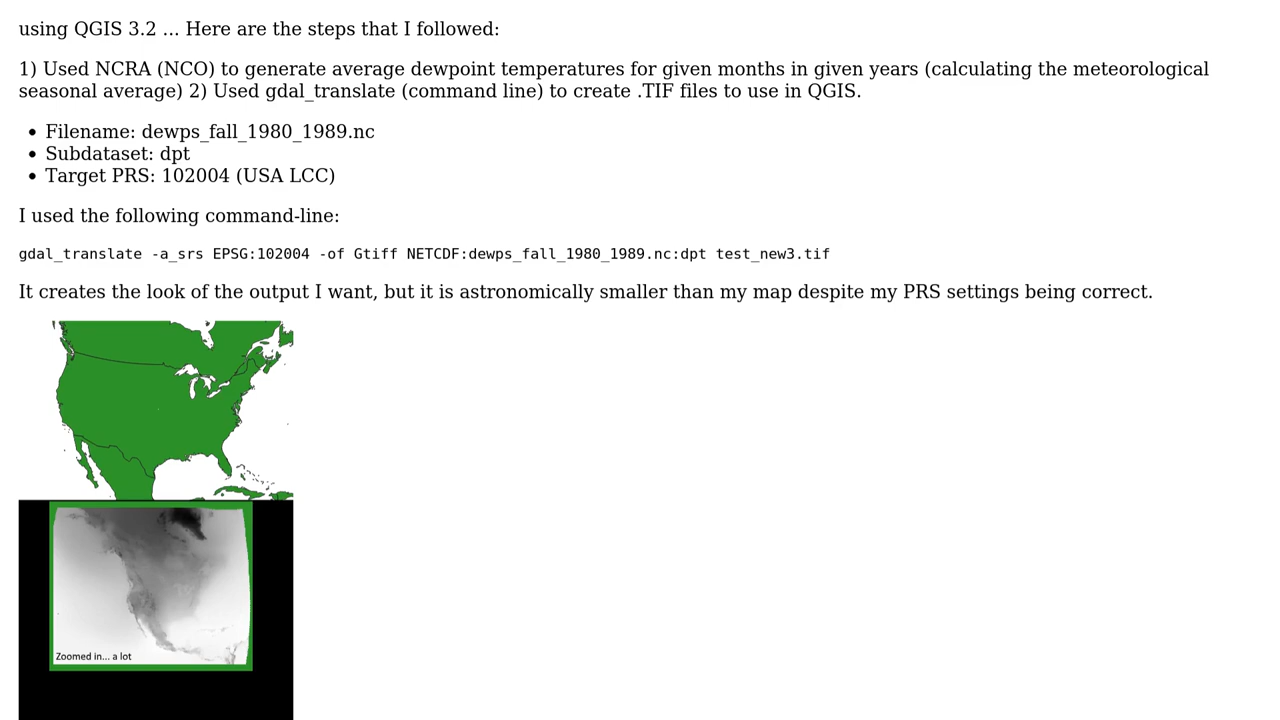 using QGIS 3.2 ... Here are the steps that I followed:
1) Used NCRA (NCO) to generate average dewpoint temperatures for given months in given years (calculating the meteorological
seasonal average) 2) Used gdal_translate (command line) to create .TIF files to use in QGIS.
• Filename: dewps_fall_1980_1989.nc
• Subdataset: dpt
• Target PRS: 102004 (USA LCC)
I used the following command-line:
gdal_translate -a_srs EPSG:102004 -of Gtiff NETCDF:dewps_fall_1980_1989.nc:dpt test_new3.tif
It creates the look of the output I want, but it is astronomically smaller than my map despite my PRS settings being correct.
Zoomed in... a lot